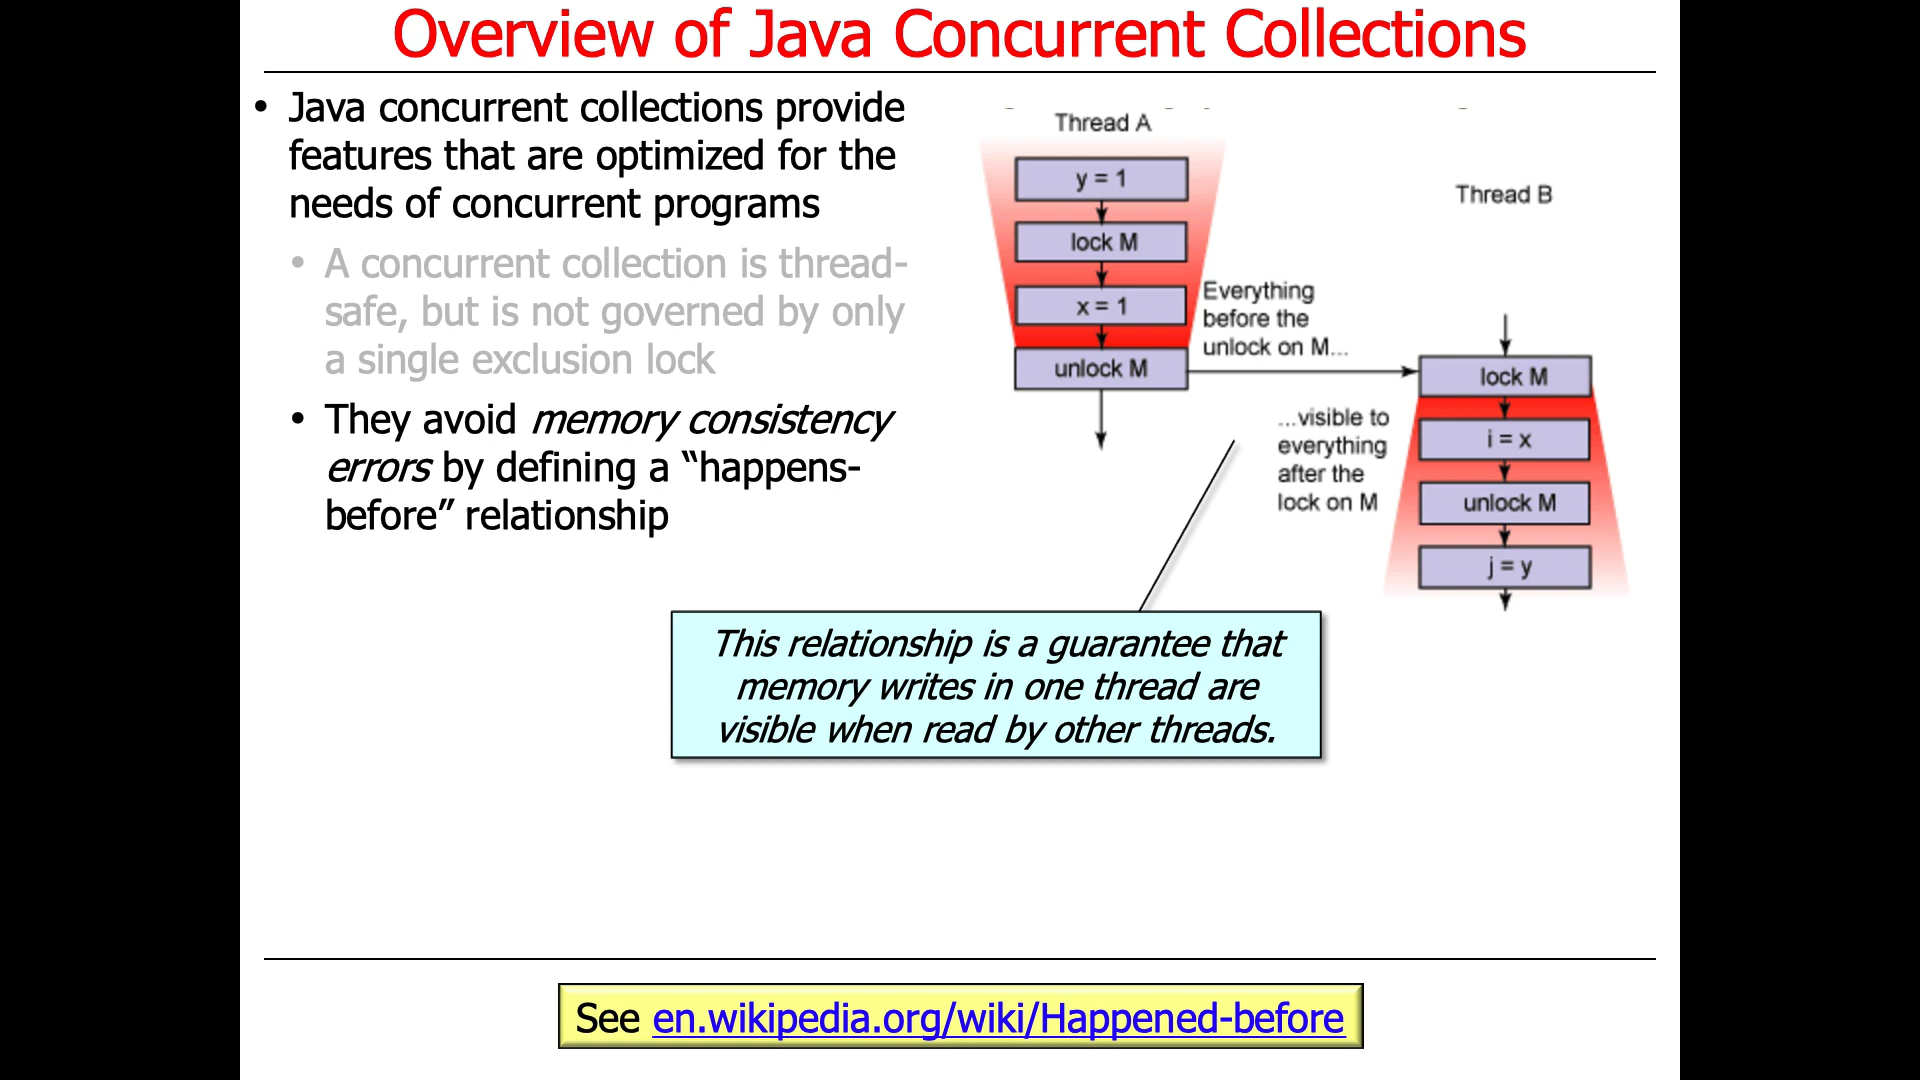 Overview of Java Concurrent Collections
• Java concurrent collections provide
features that are optimized for the
needs of concurrent programs
• A concurrent collection is thread-
safe, but is not governed by only
a single exclusion lock
• They avoid memory consistency
errors by defining a “happens-
before” relationship
Thread A
y = 1
lock M
x = 1
unlock M
Everything
before the
unlock on M...
Thread B
lock M
i = x
unlock M
j = y
...visible to
everything
after the
lock on M
This relationship is a guarantee that
memory writes in one thread are
visible when read by other threads.
See en.wikipedia.org/wiki/Happened-before